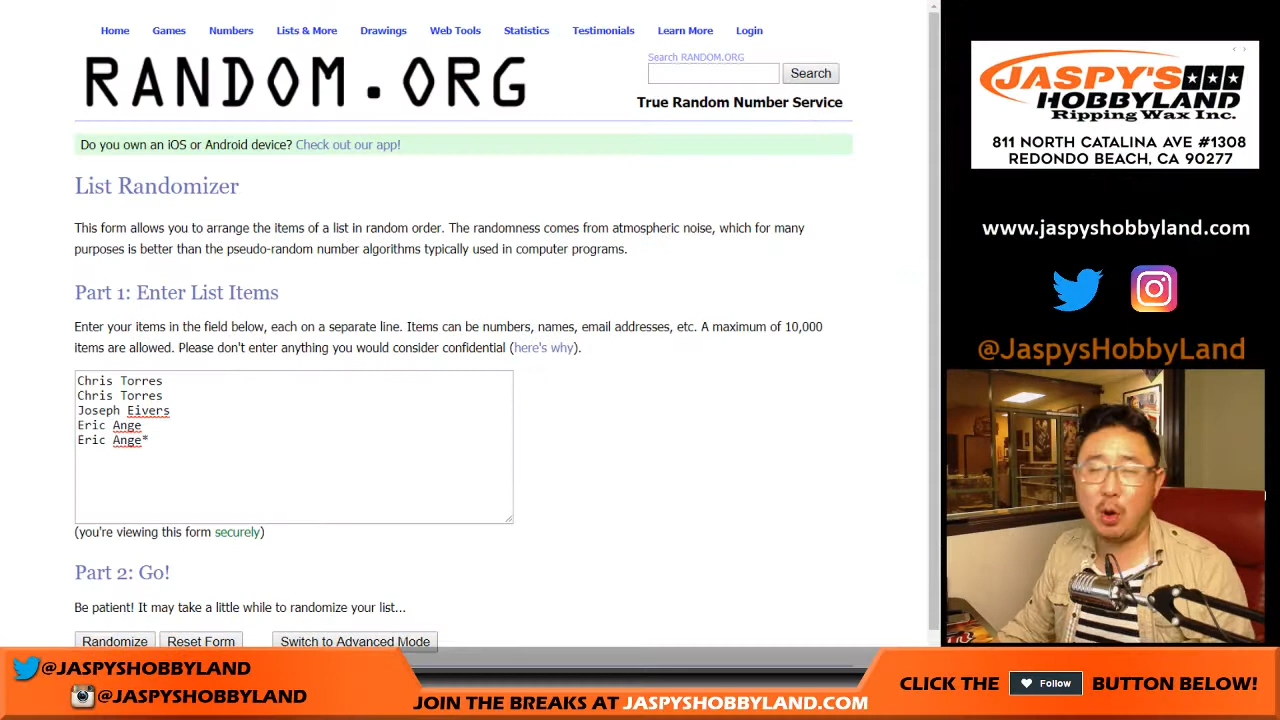 Home Games Numbers Lists & More Drawings Web Tools Statistics Testimonials Learn More Login
RANDOM.ORG
Search RANDOM.ORG
Search
True Random Number Service
Do you own an iOS or Android device? Check out our app!
List Randomizer
This form allows you to arrange the items of a list in random order. The randomness comes from atmospheric noise, which for many
purposes is better than the pseudo-random number algorithms typically used in computer programs.
Part 1: Enter List Items
Enter your items in the field below, each on a separate line. Items can be numbers, names, email addresses, etc. A maximum of 10,000
items are allowed. Please don't enter anything you would consider confidential (here's why).
Chris Torres
Chris Torres
Joseph Eivers
Eric Ange
Eric Ange*
(you're viewing this form securely)
Part 2: Go!
Be patient! It may take a little while to randomize your list...
Randomize Reset Form Switch to Advanced Mode
JASPY'S
HOBBYLAND
Ripping Wax Inc.
811 NORTH CATALINA AVE #1308
REDONDO BEACH, CA 90277
www.jaspyshobbyland.com
@JaspysHobbyLand
@JASPYSHOBBYLAND
@JASPYSHOBBYLAND
JOIN THE BREAKS AT JASPYSHOBBYLAND.COM
CLICK THE Follow BUTTON BELOW!